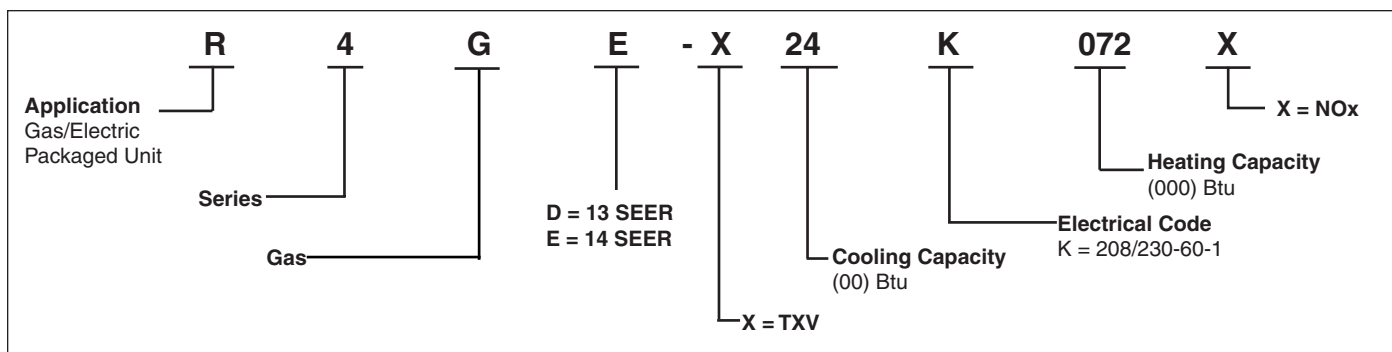 R 4 G E - X 24 K 072 X
Application
Gas/Electric
Packaged Unit
Series
Gas
D = 13 SEER
E = 14 SEER
X = TXV
Cooling Capacity
(00) Btu
Electrical Code
K = 208/230-60-1
Heating Capacity
(000) Btu
X = NOx